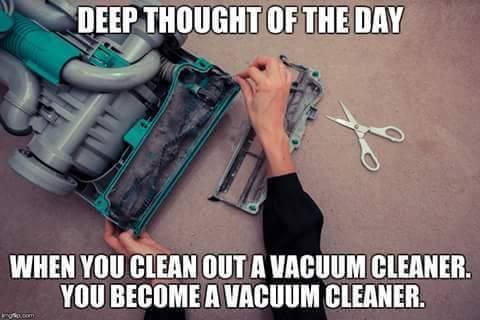 DEEP THOUGHT OF THE DAY
WHEN YOU CLEAN OUT A VACUUM CLEANER.
YOU BECOME A VACUUM CLEANER.
imgflip.com